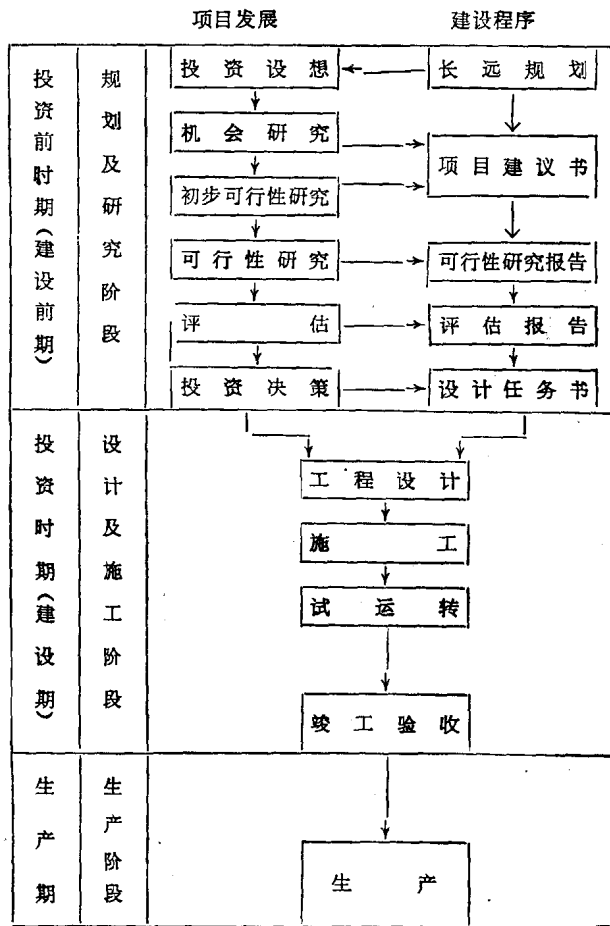 项目发展 建设程序
投资前时期(建设前期)
规划及研究阶段
投资设想 长远规划
机会研究
项目建议书
初步可行性研究
可行性研究 可行性研究报告
评估 评估报告
投资决策 设计任务书
投资时期(建设期)
设计及施工阶段
工程设计
施工
试运转
竣工验收
生产期
生产阶段
生产